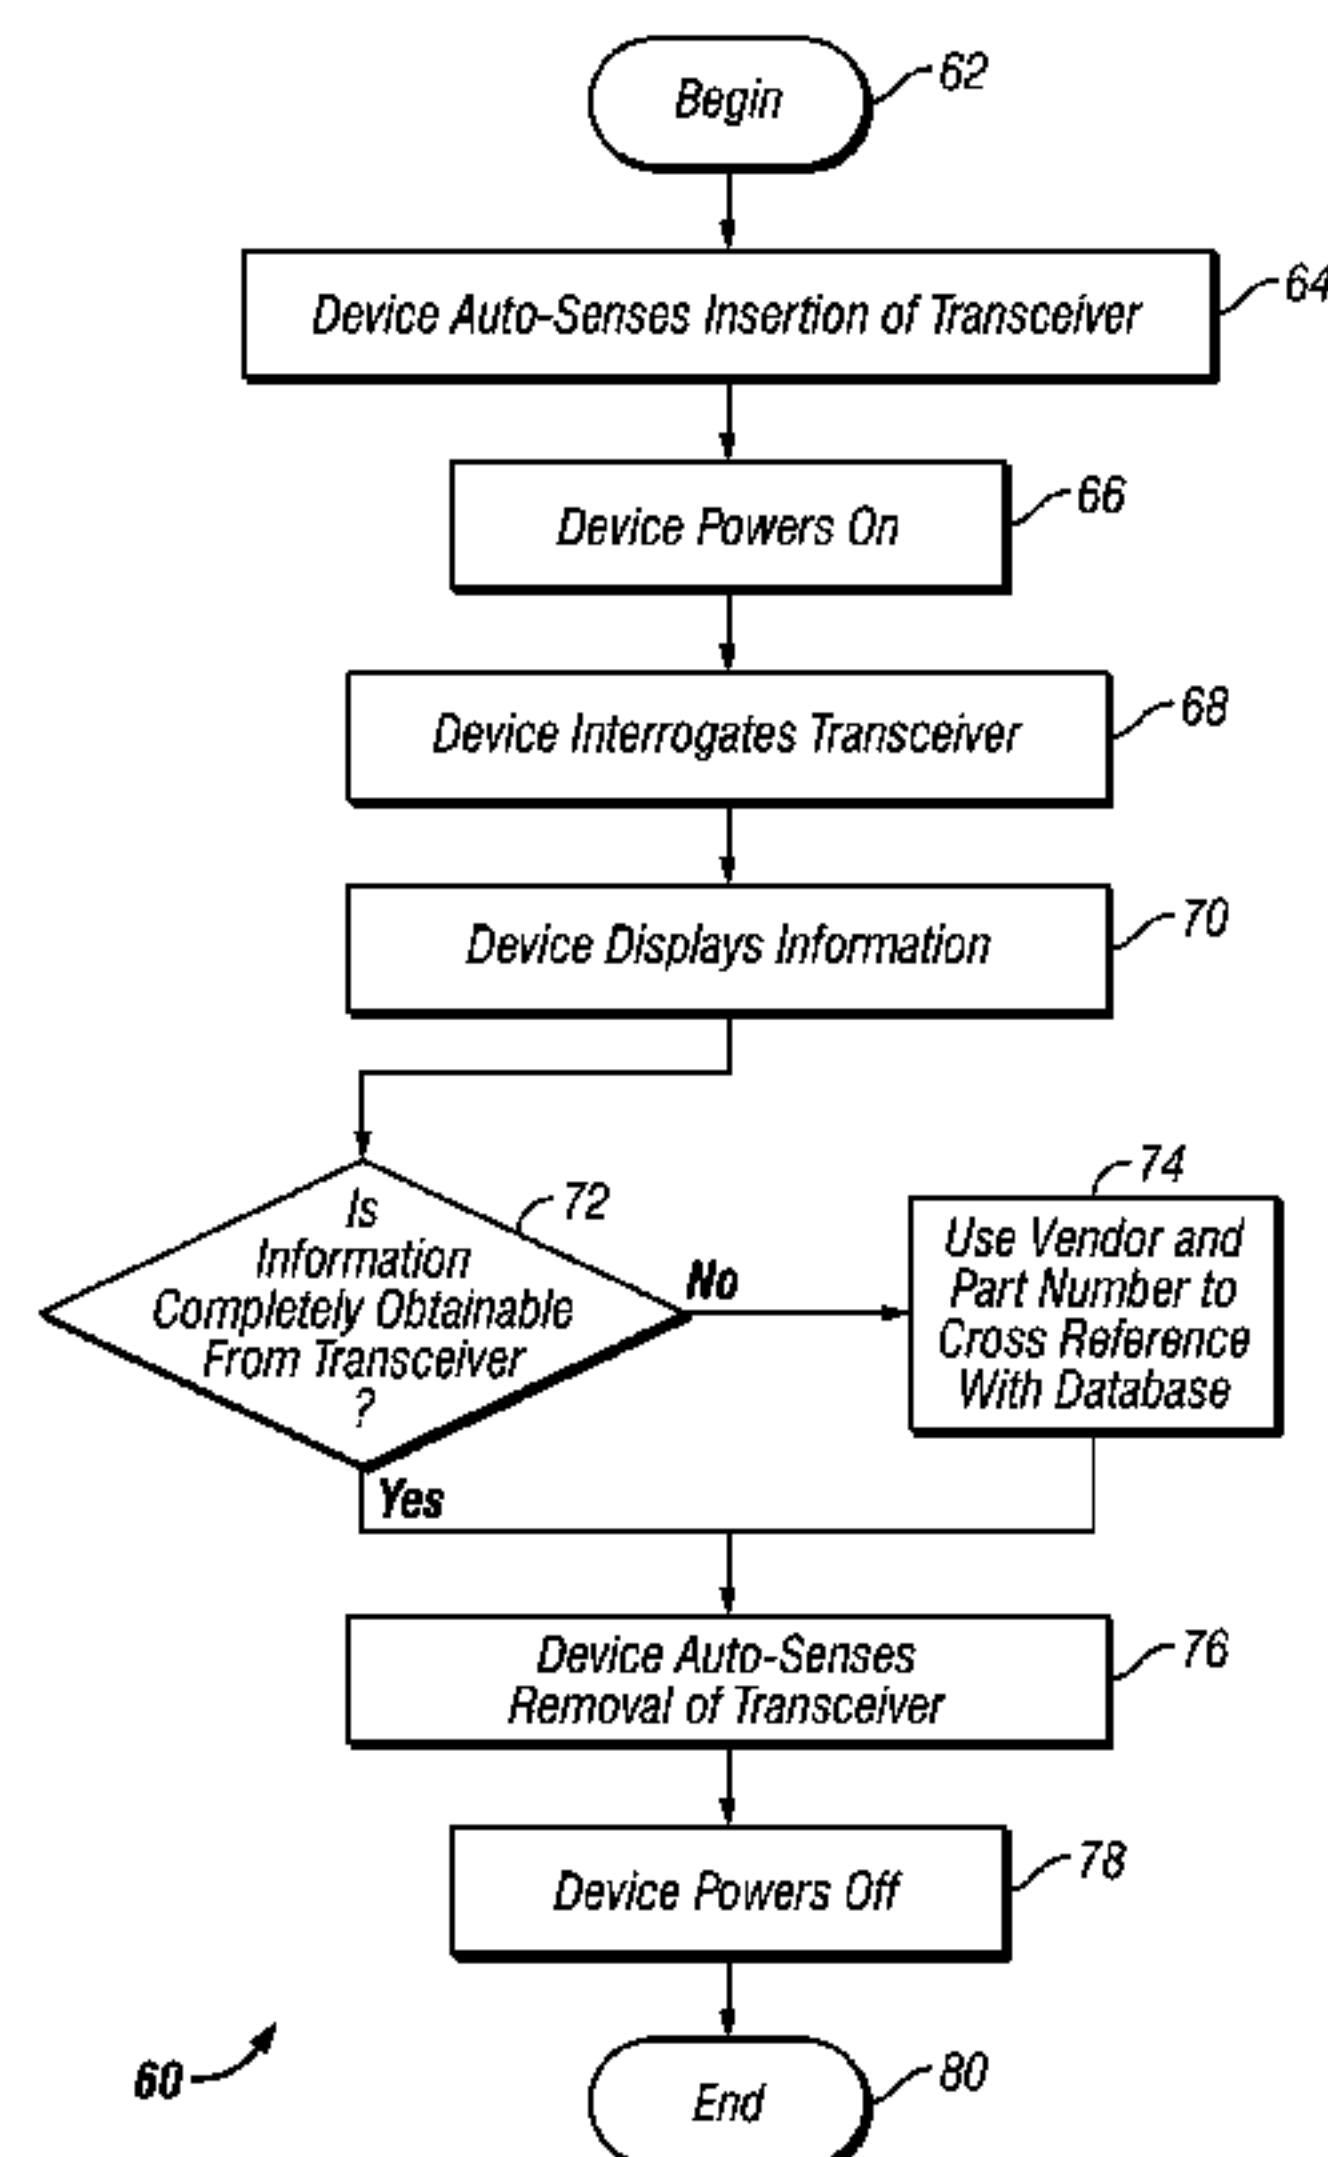 Begin
62
Device Auto-Senses Insertion of Transceiver
64
Device Powers On
66
Device Interrogates Transceiver
68
Device Displays Information
70
Is
Information
Completely Obtainable
From Transceiver
?
72
No
Yes
74
Use Vendor and
Part Number to
Cross Reference
With Database
Device Auto-Senses
Removal of Transceiver
76
Device Powers Off
78
60
End
80